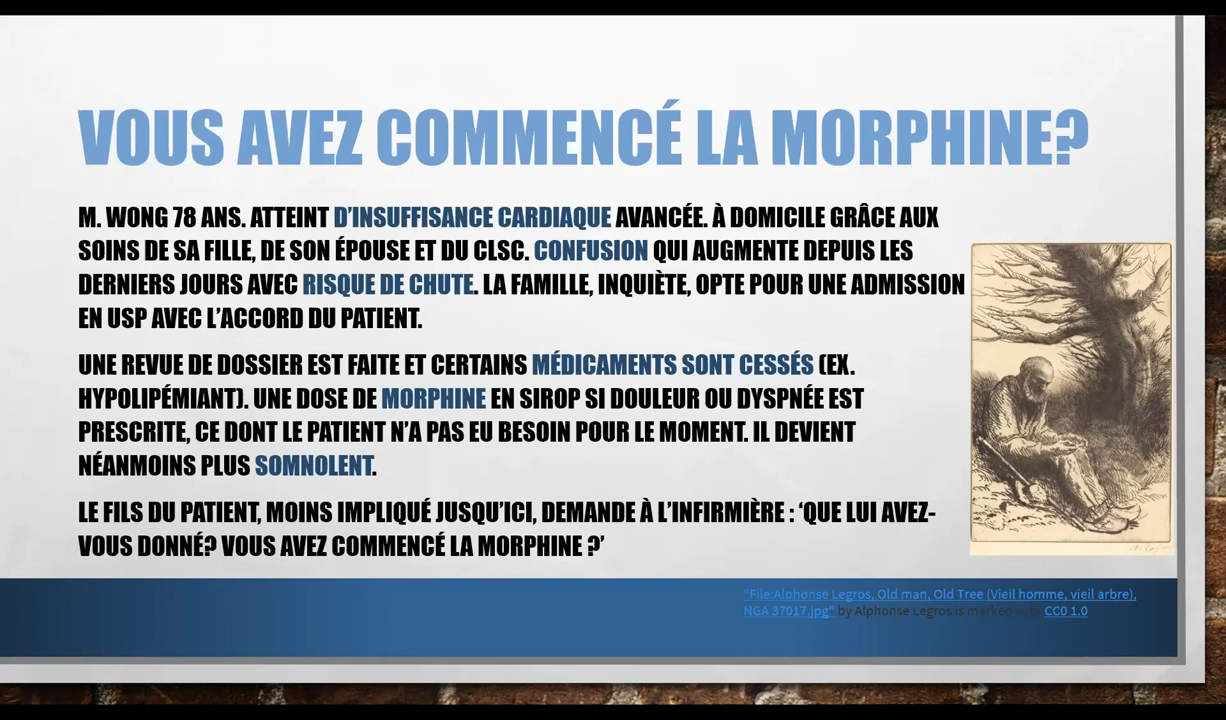 VOUS AVEZ COMMENCÉ LA MORPHINE?
M. WONG 78 ANS. ATTEINT D'INSUFFISANCE CARDIAQUE AVANCÉE. À DOMICILE GRÂCE AUX
SOINS DE SA FILLE, DE SON ÉPOUSE ET DU CLSC. CONFUSION QUI AUGMENTE DEPUIS LES
DERNIERS JOURS AVEC RISQUE DE CHUTE. LA FAMILLE, INQUIÈTE, OPTE POUR UNE ADMISSION
EN USP AVEC L'ACCORD DU PATIENT.
UNE REVUE DE DOSSIER EST FAITE ET CERTAINS MÉDICAMENTS SONT CESSÉS (EX.
HYPOLIPÉMIANT). UNE DOSE DE MORPHINE EN SIROP SI DOULEUR OU DYSPNÉE EST
PRESCRITE, CE DONT LE PATIENT N'A PAS EU BESOIN POUR LE MOMENT. IL DEVIENT
NÉANMOINS PLUS SOMNOLENT.
LE FILS DU PATIENT, MOINS IMPLIQUÉ JUSQU'ICI, DEMANDE À L'INFIRMIÈRE : 'QUE LUI AVEZ-
VOUS DONNÉ? VOUS AVEZ COMMENCÉ LA MORPHINE ?'
"File:Alphonse Legros, Old man, Old Tree (Vieil homme, vieil arbre),
NGA 37017.jpg" by Alphonse Legros is marked with CC0 1.0